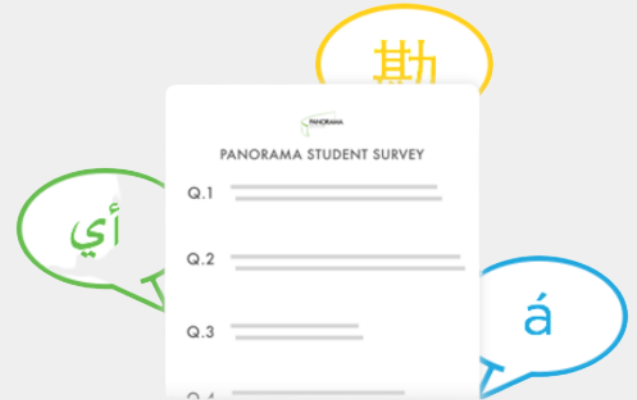 勘
PANORAMA
PANORAMA STUDENT SURVEY
Q.1
أي
Q.2
á
Q.3